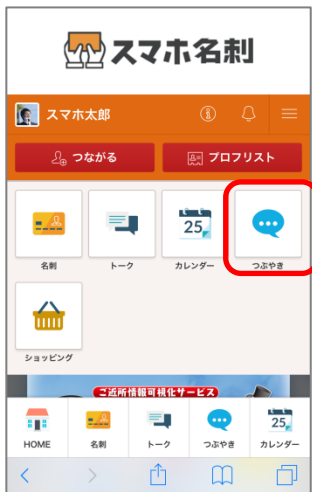 スマホ名刺
スマホ太郎
つながる
プロフリスト
25
名刺
トーク
カレンダー
つぶやき
ショッピング
ご近所情報可視化サービス
25
HOME
名刺
トーク
つぶやき
カレンダー